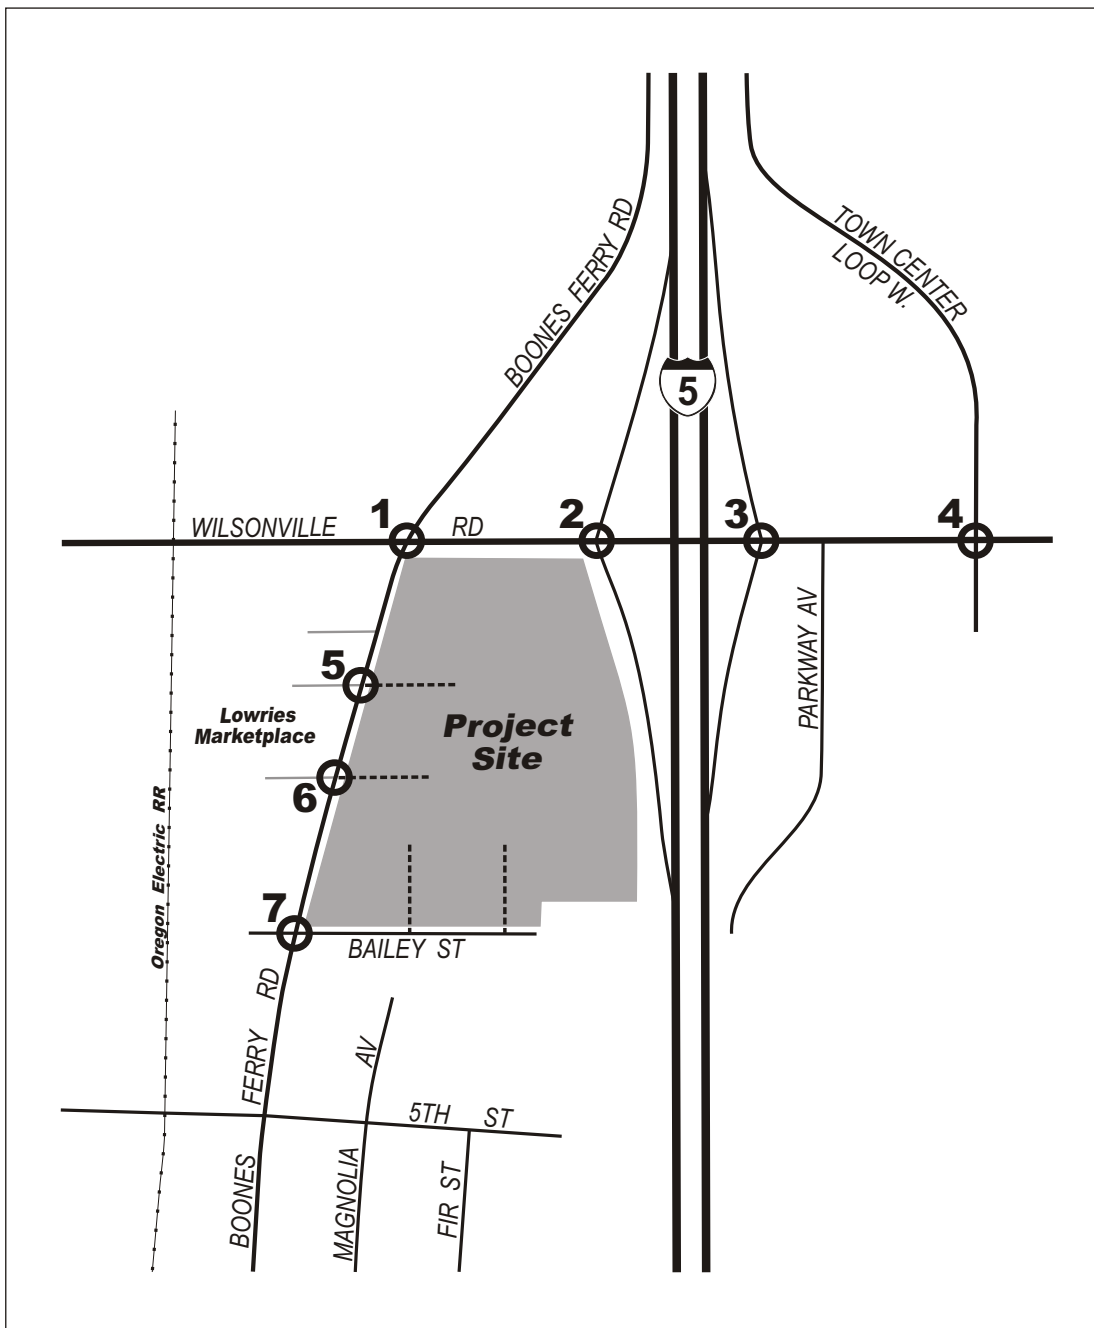 BOONES FERRY RD
TOWN CENTER
LOOP W.
5
1
2
3
4
WILSONVILLE RD
PARKWAY AV
5
Lowries
Marketplace
Project
Site
6
Oregon Electric RR
7
BAILEY ST
BOONES FERRY RD
MAGNOLIA AV
5TH ST
FIR ST